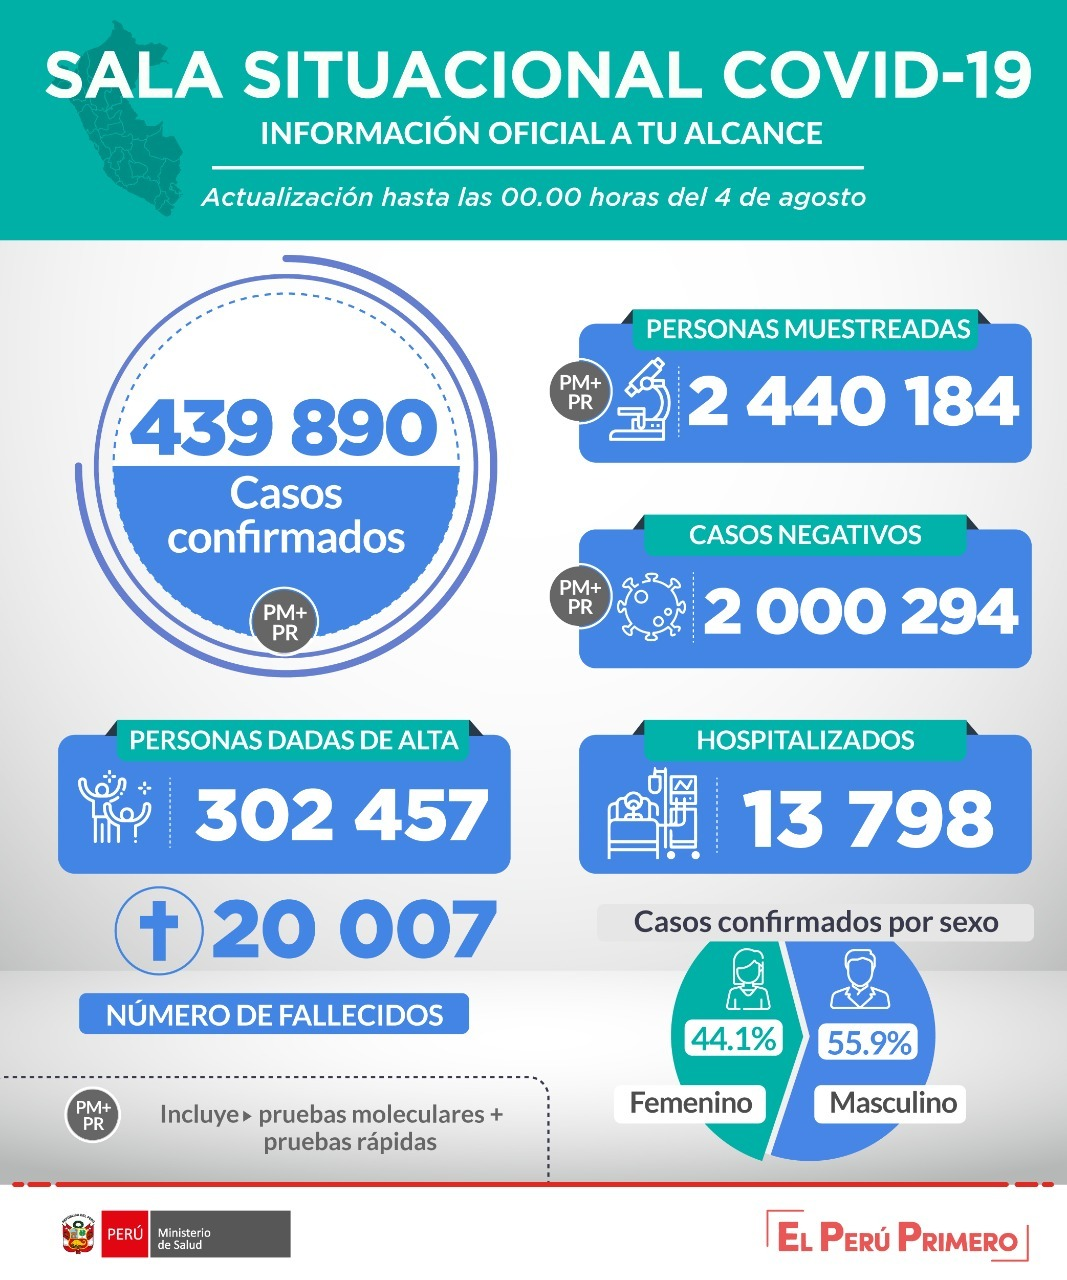 SALA SITUACIONAL COVID-19
INFORMACIÓN OFICIAL A TU ALCANCE
Actualización hasta las 00.00 horas del 4 de agosto
439 890
Casos
confirmados
PM+
PR
PERSONAS MUESTREADAS
PM+
PR
2 440 184
CASOS NEGATIVOS
PM+
PR
2 000 294
PERSONAS DADAS DE ALTA
302 457
HOSPITALIZADOS
13 798
20 007
NÚMERO DE FALLECIDOS
Casos confirmados por sexo
44.1%
55.9%
Femenino
Masculino
PM+
PR
Incluye ▸ pruebas moleculares +
pruebas rápidas
PERÚ
Ministerio
de Salud
EL PERÚ PRIMERO